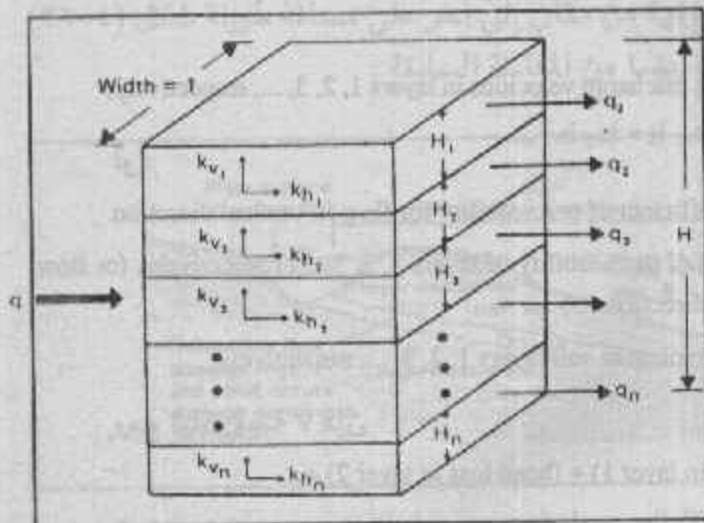 Width = 1
q₁
H₁
H
kᵥ₁
kₕ₁
q₂
H₂
kᵥ₂
kₕ₂
q₃
H₃
q
kᵥ₃
kₕ₃
qₙ
Hₙ
kᵥₙ
kₕₙ